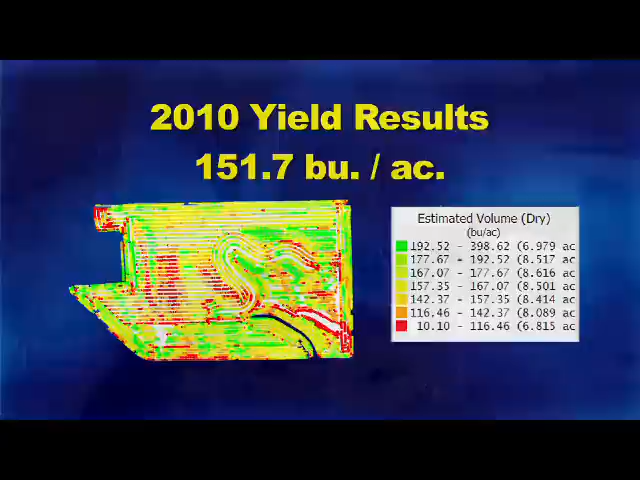 2010 Yield Results
151.7 bu. / ac.
Estimated Volume (Dry)
(bu/ac)
192.52 - 398.62 (6.979 ac
177.67 - 192.52 (8.517 ac
167.07 - 177.67 (8.616 ac
157.35 - 167.07 (8.501 ac
142.37 - 157.35 (8.414 ac
116.46 - 142.37 (8.089 ac
10.10 - 116.46 (6.815 ac